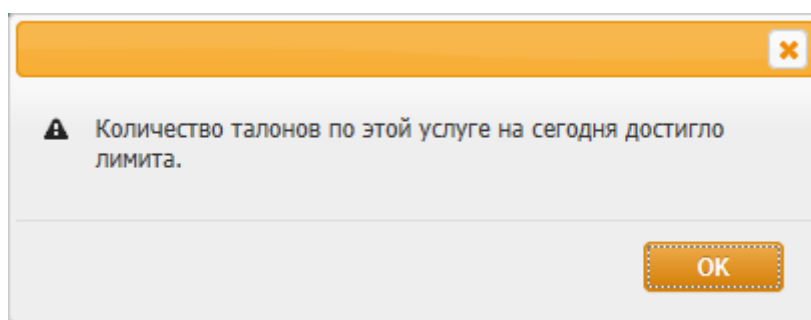 Количество талонов по этой услуге на сегодня достигло
лимита.
OK